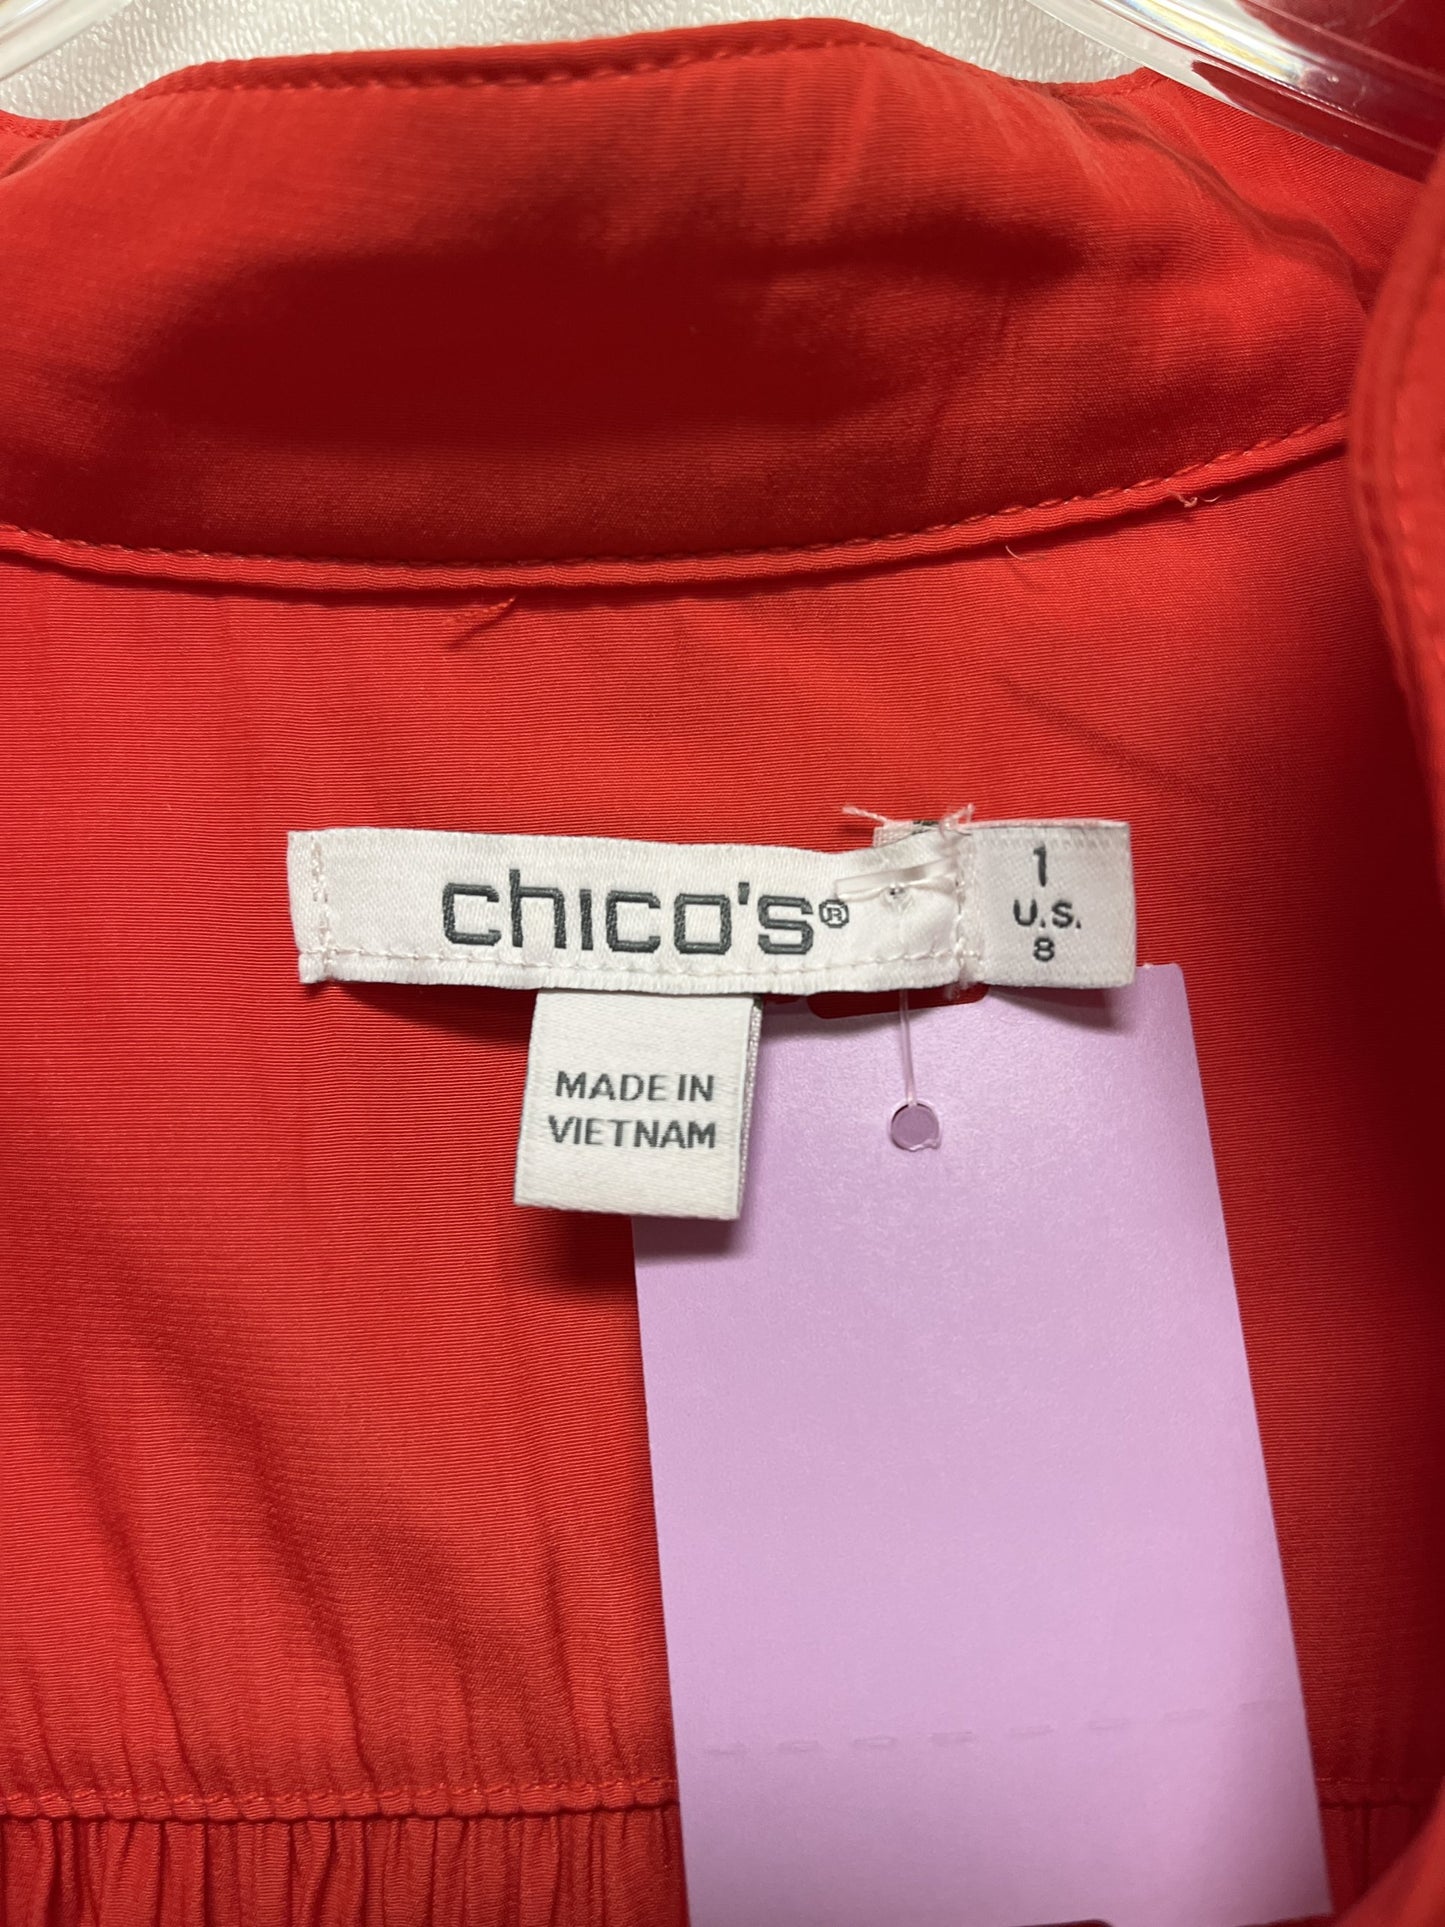 chico's®
1
U.S.
8
MADE IN
VIETNAM